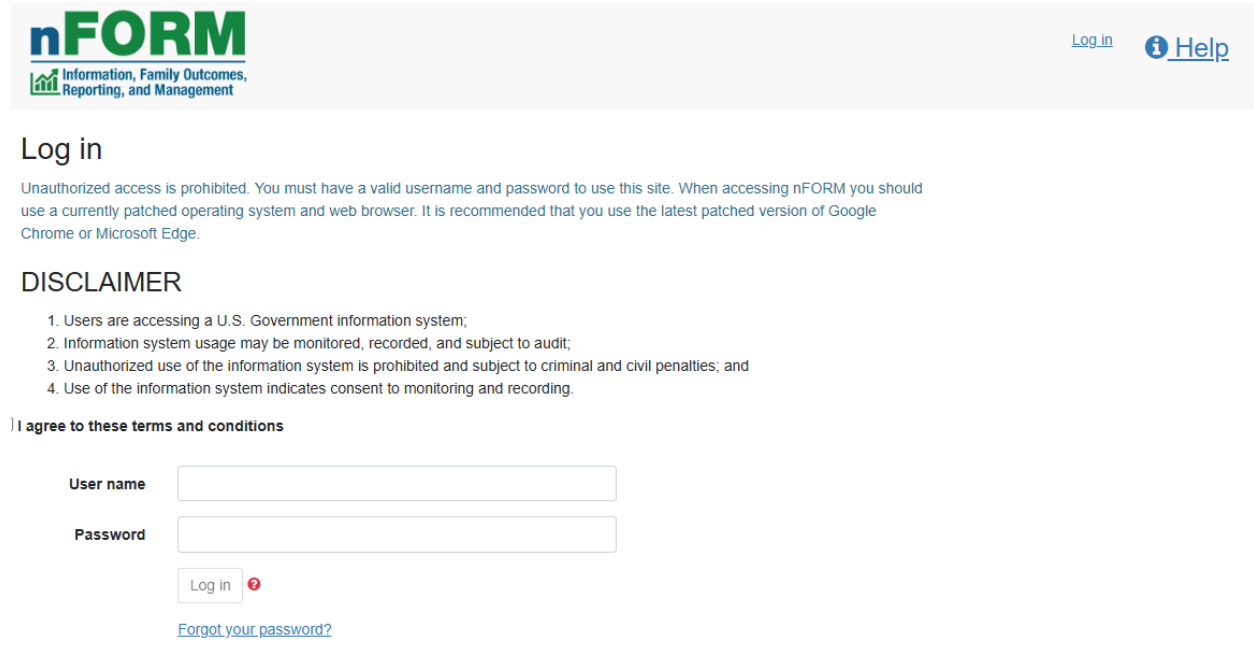 nFORM
Information, Family Outcomes,
Reporting, and Management
Log in
Help
Log in
Unauthorized access is prohibited. You must have a valid username and password to use this site. When accessing nFORM you should
use a currently patched operating system and web browser. It is recommended that you use the latest patched version of Google
Chrome or Microsoft Edge.
DISCLAIMER
1. Users are accessing a U.S. Government information system;
2. Information system usage may be monitored, recorded, and subject to audit;
3. Unauthorized use of the information system is prohibited and subject to criminal and civil penalties; and
4. Use of the information system indicates consent to monitoring and recording.
I agree to these terms and conditions
User name
Password
Log in
Forgot your password?